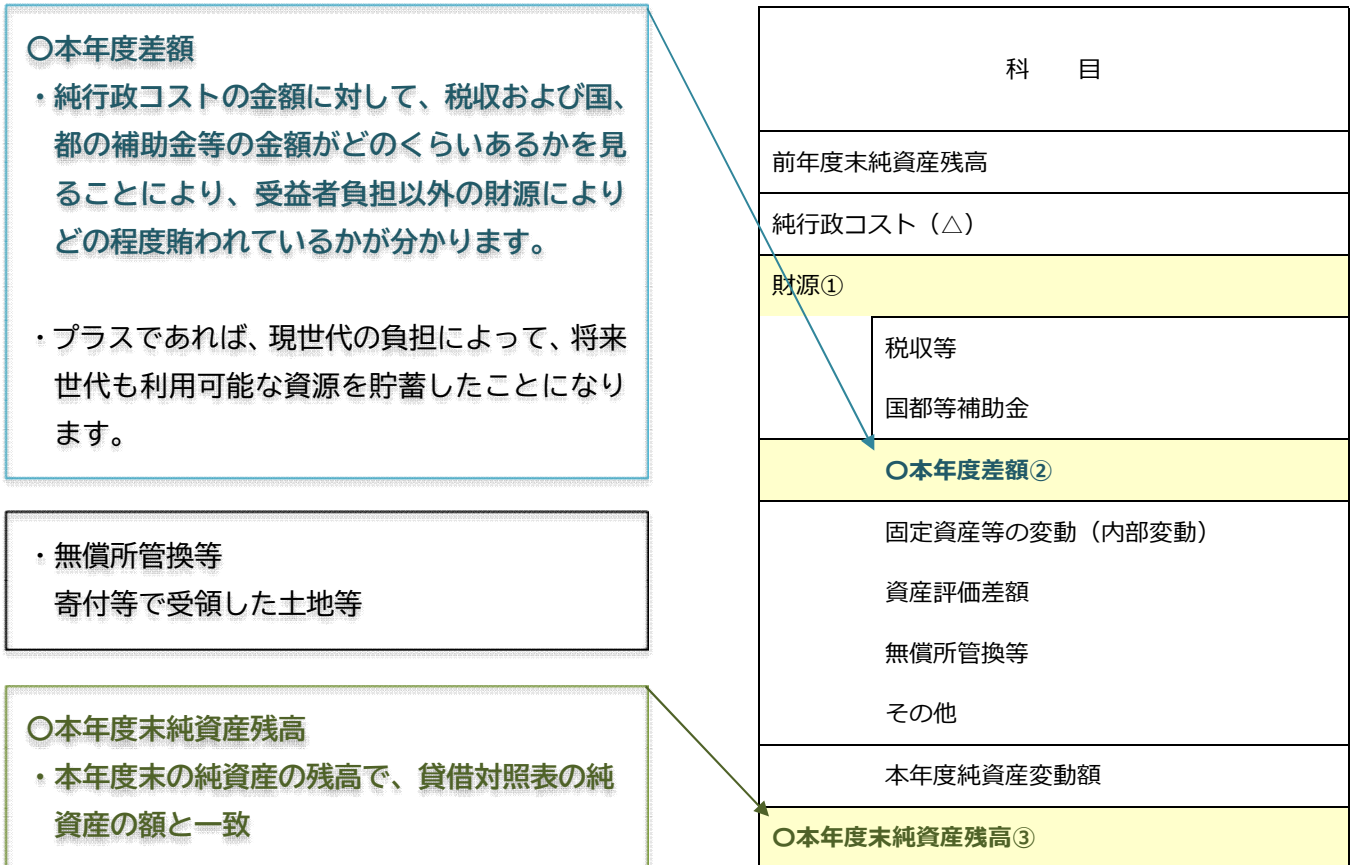 〇本年度差額
・純行政コストの金額に対して、税収および国、
都の補助金等の金額がどのくらいあるかを見
ることにより、受益者負担以外の財源により
どの程度賄われているかが分かります。
・プラスであれば、現世代の負担によって、将来
世代も利用可能な資源を貯蓄したことになり
ます。
・無償所管換等
寄付等で受領した土地等
〇本年度末純資産残高
・本年度末の純資産の残高で、貸借対照表の純
資産の額と一致
科　目
前年度末純資産残高
純行政コスト（△）
財源①
税収等
国都等補助金
〇本年度差額②
固定資産等の変動（内部変動）
資産評価差額
無償所管換等
その他
本年度純資産変動額
〇本年度末純資産残高③